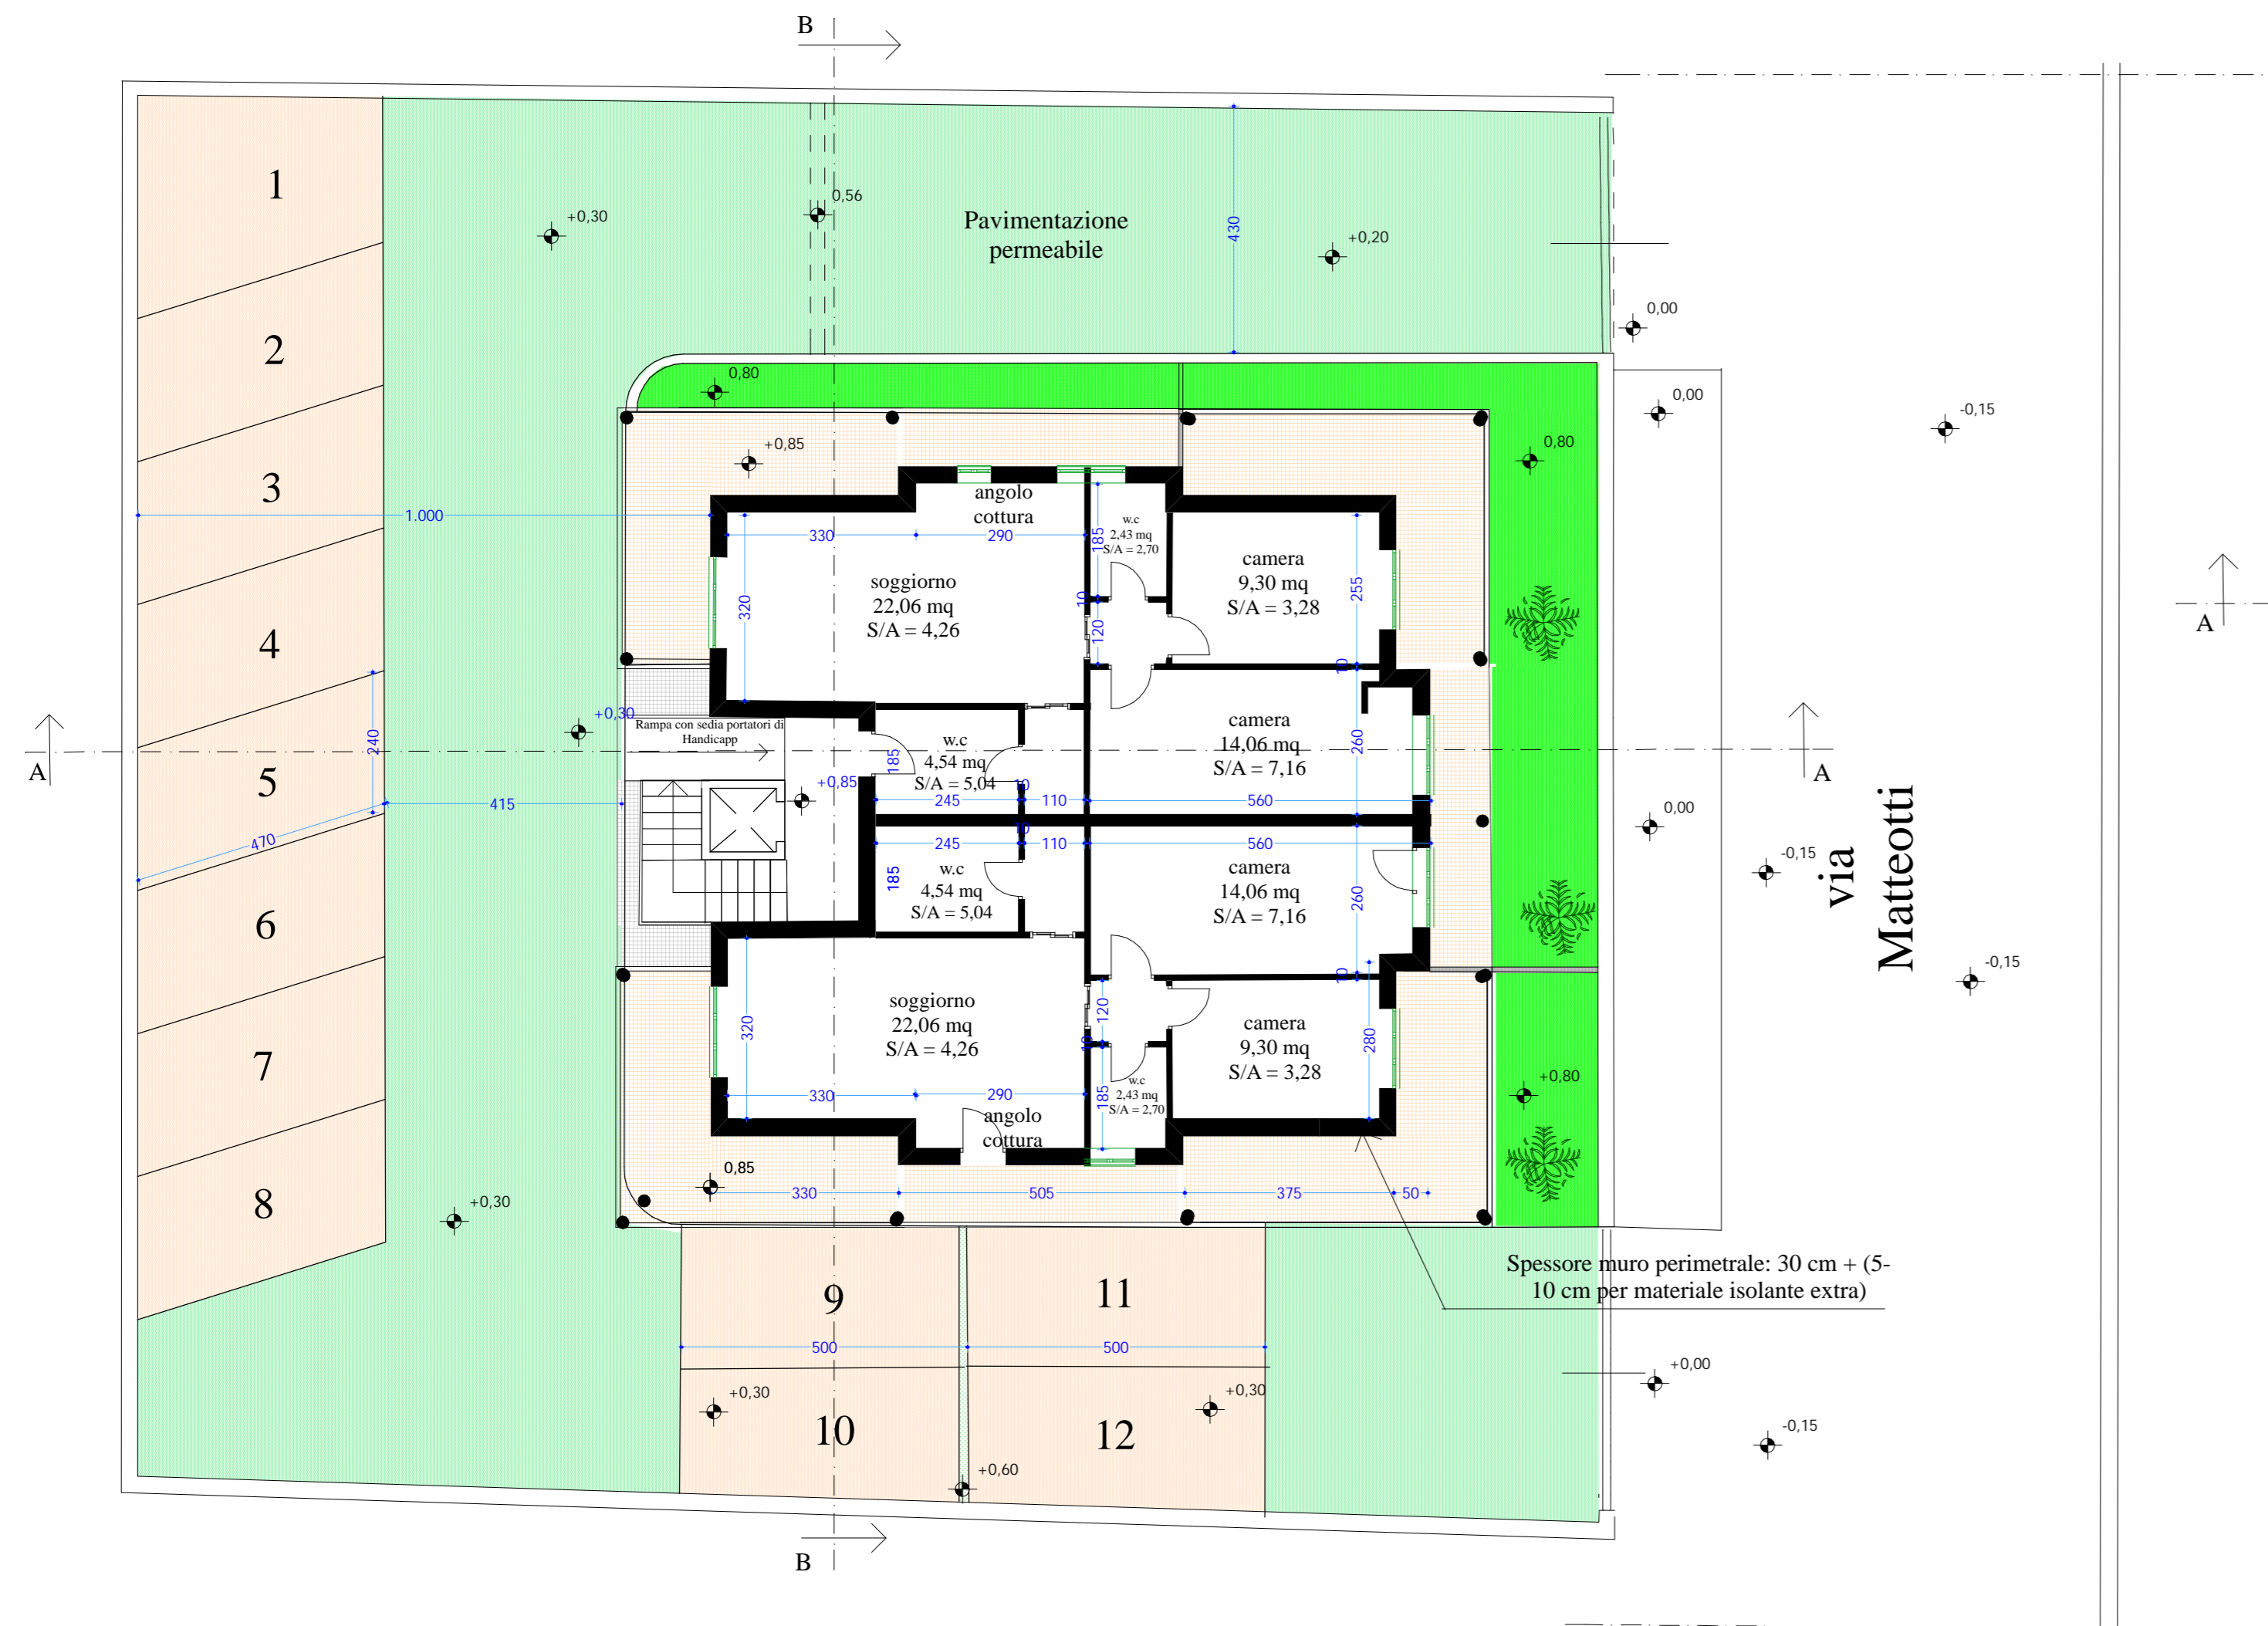 B
1
+0,30
0,56
Pavimentazione
permeabile
430
+0,20
0,00
2
0,80
0,00
-0,15
+0,85
0,80
3
1.000
angolo
cottura
330
290
185
w.c
2,43 mq
S/A = 2,70
camera
9,30 mq
S/A = 3,28
255
soggiorno
22,06 mq
S/A = 4,26
320
10
120
4
A
10
+0,30
Rampa con sedia portatori di
Handicapp
240
A
5
w.c
4,54 mq
S/A = 5,04
185
camera
14,06 mq
S/A = 7,16
260
A
+0,85
10
245
110
560
415
470
0,00
via
Matteotti
10
245
110
560
w.c
4,54 mq
S/A = 5,04
185
camera
14,06 mq
S/A = 7,16
260
-0,15
6
10
-0,15
soggiorno
22,06 mq
S/A = 4,26
320
120
10
camera
9,30 mq
S/A = 3,28
280
7
330
290
185
w.c
2,43 mq
S/A = 2,70
+0,80
angolo
cottura
0,85
330
505
375
50
8
+0,30
Spessore muro perimetrale: 30 cm + (5-
10 cm per materiale isolante extra)
9
11
500
500
+0,30
+0,30
+0,00
10
12
-0,15
+0,60
B